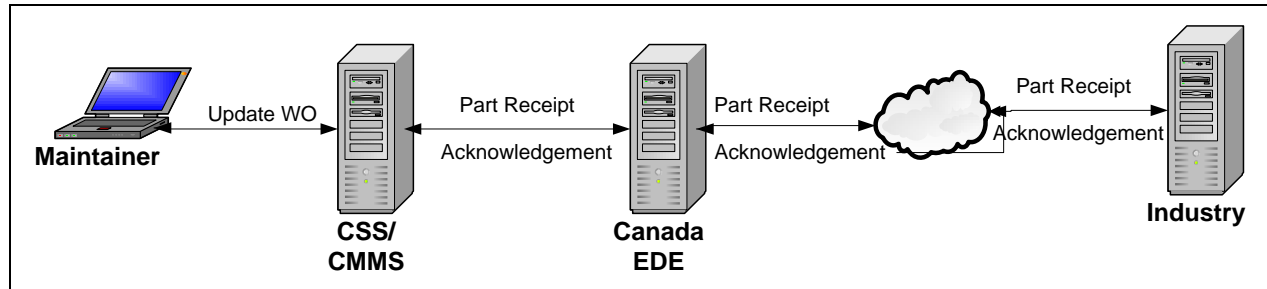 Update WO
Maintainer
Part Receipt
Acknowledgement
CSS/
CMMS
Part Receipt
Acknowledgement
Canada
EDE
Part Receipt
Acknowledgement
Industry